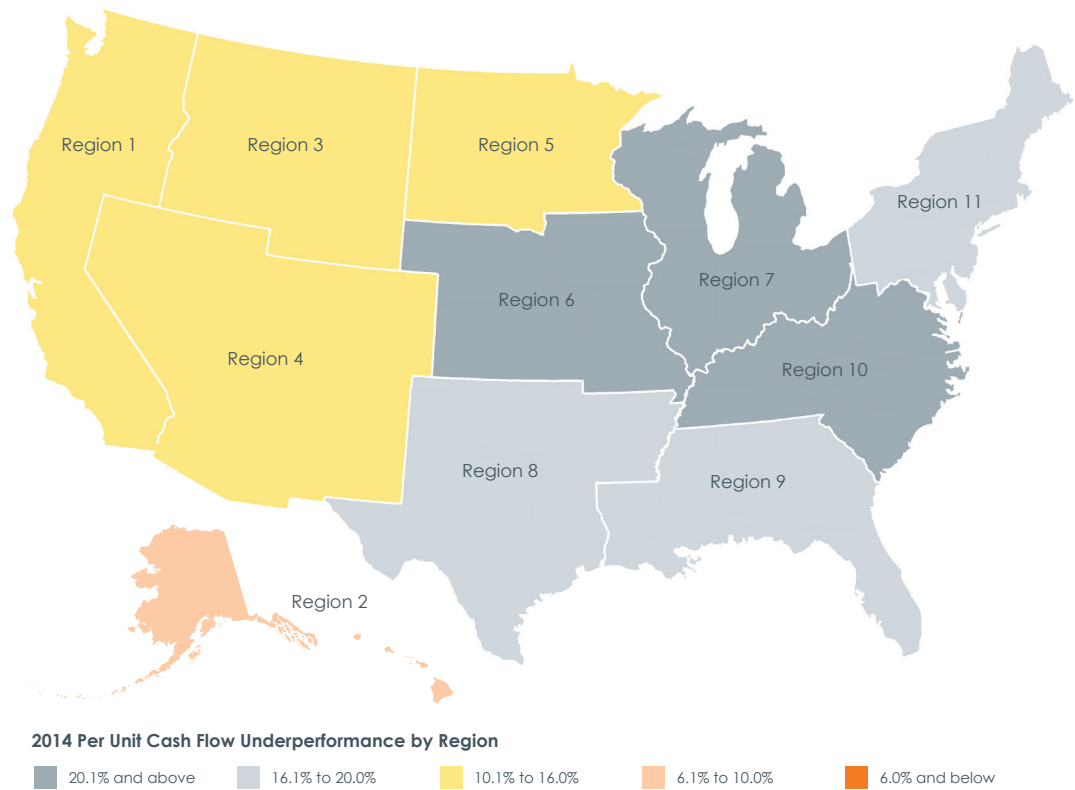 Region 1
Region 3
Region 5
Region 11
Region 7
Region 6
Region 4
Region 10
Region 8
Region 9
Region 2
2014 Per Unit Cash Flow Underperformance by Region
20.1% and above
16.1% to 20.0%
10.1% to 16.0%
6.1% to 10.0%
6.0% and below